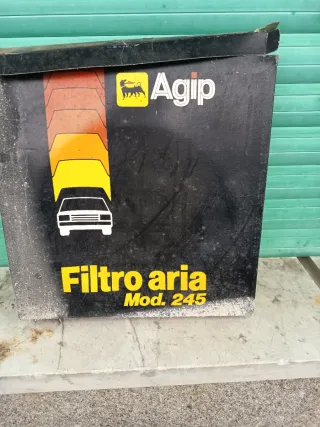 Agip
Filtro aria
Mod. 245